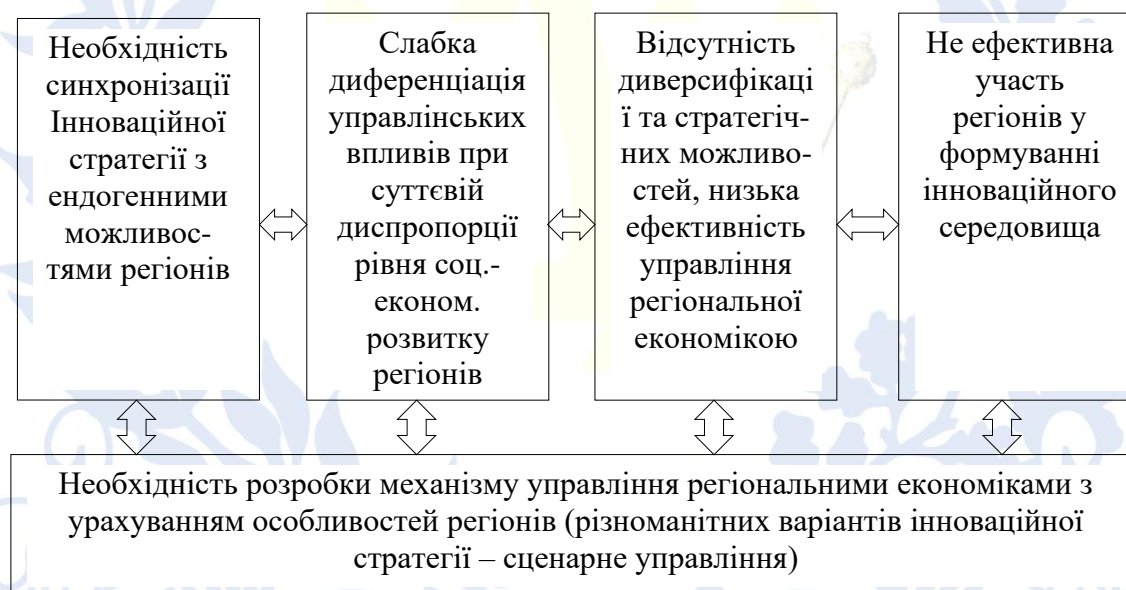 Необхідність
синхронізації
Інноваційної
стратегії з
ендогенними
можливос-
тями регіонів
Слабка
диференціація
управлінських
впливів при
суттєвій
диспропорції
рівня соц.-
економ.
розвитку
регіонів
Відсутність
диверсифікаці
ї та стратегіч-
них можливо-
стей, низька
ефективність
управління
регіональної
економікою
Не ефективна
участь
регіонів у
формуванні
інноваційного
середовища
Необхідність розробки механізму управління регіональними економіками з
урахуванням особливостей регіонів (різноманітних варіантів інноваційної
стратегії – сценарне управління)